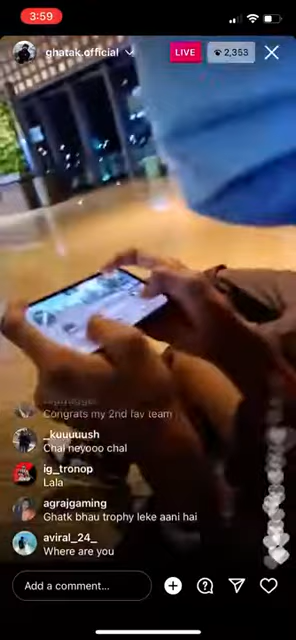 3:59
ghatak.official
LIVE
2,353
Congrats my 2nd fav team
_kuuuuush
Chal neyooo chal
ig_tronop
Lala
agrajgaming
Ghatk bhau trophy leke aani hai
aviral_24_
Where are you
Add a comment...